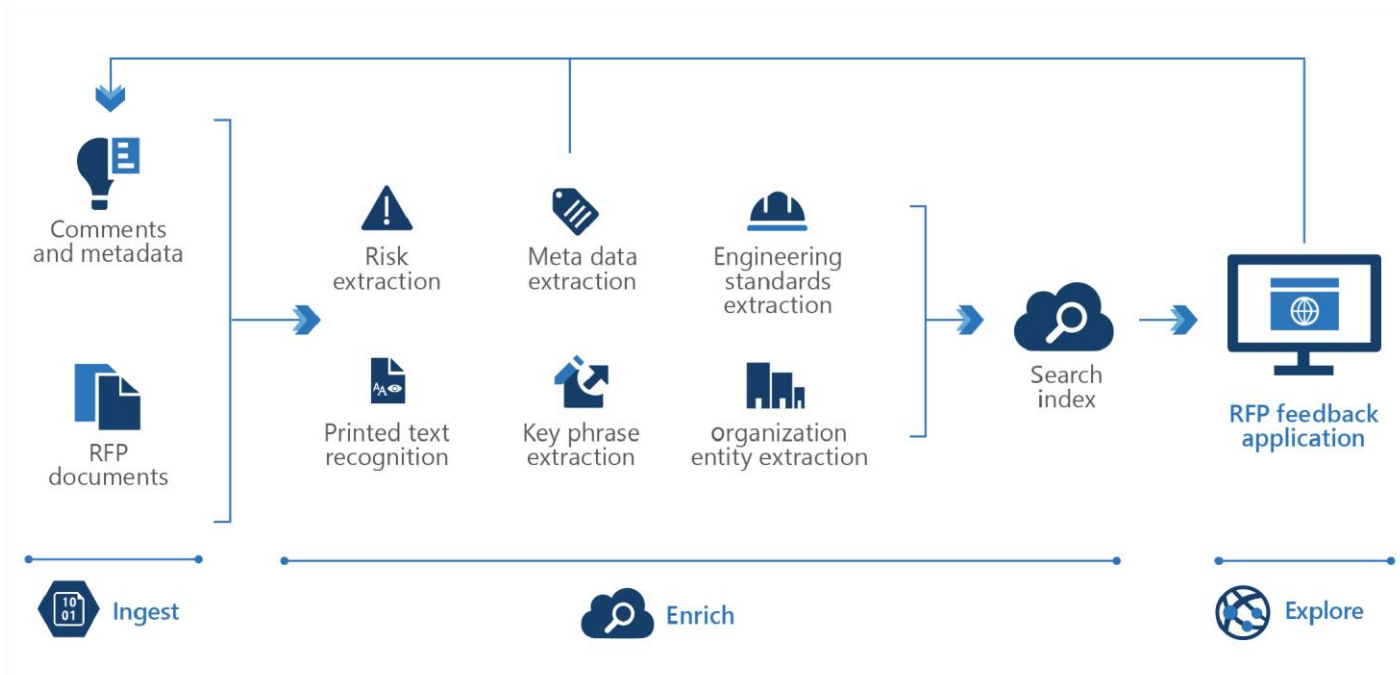 Comments
and metadata
RFP
documents
Risk
extraction
Meta data
extraction
Engineering
standards
extraction
AA
Printed text
recognition
Key phrase
extraction
organization
entity extraction
Search
index
RFP feedback
application
10
01
Ingest
Enrich
Explore